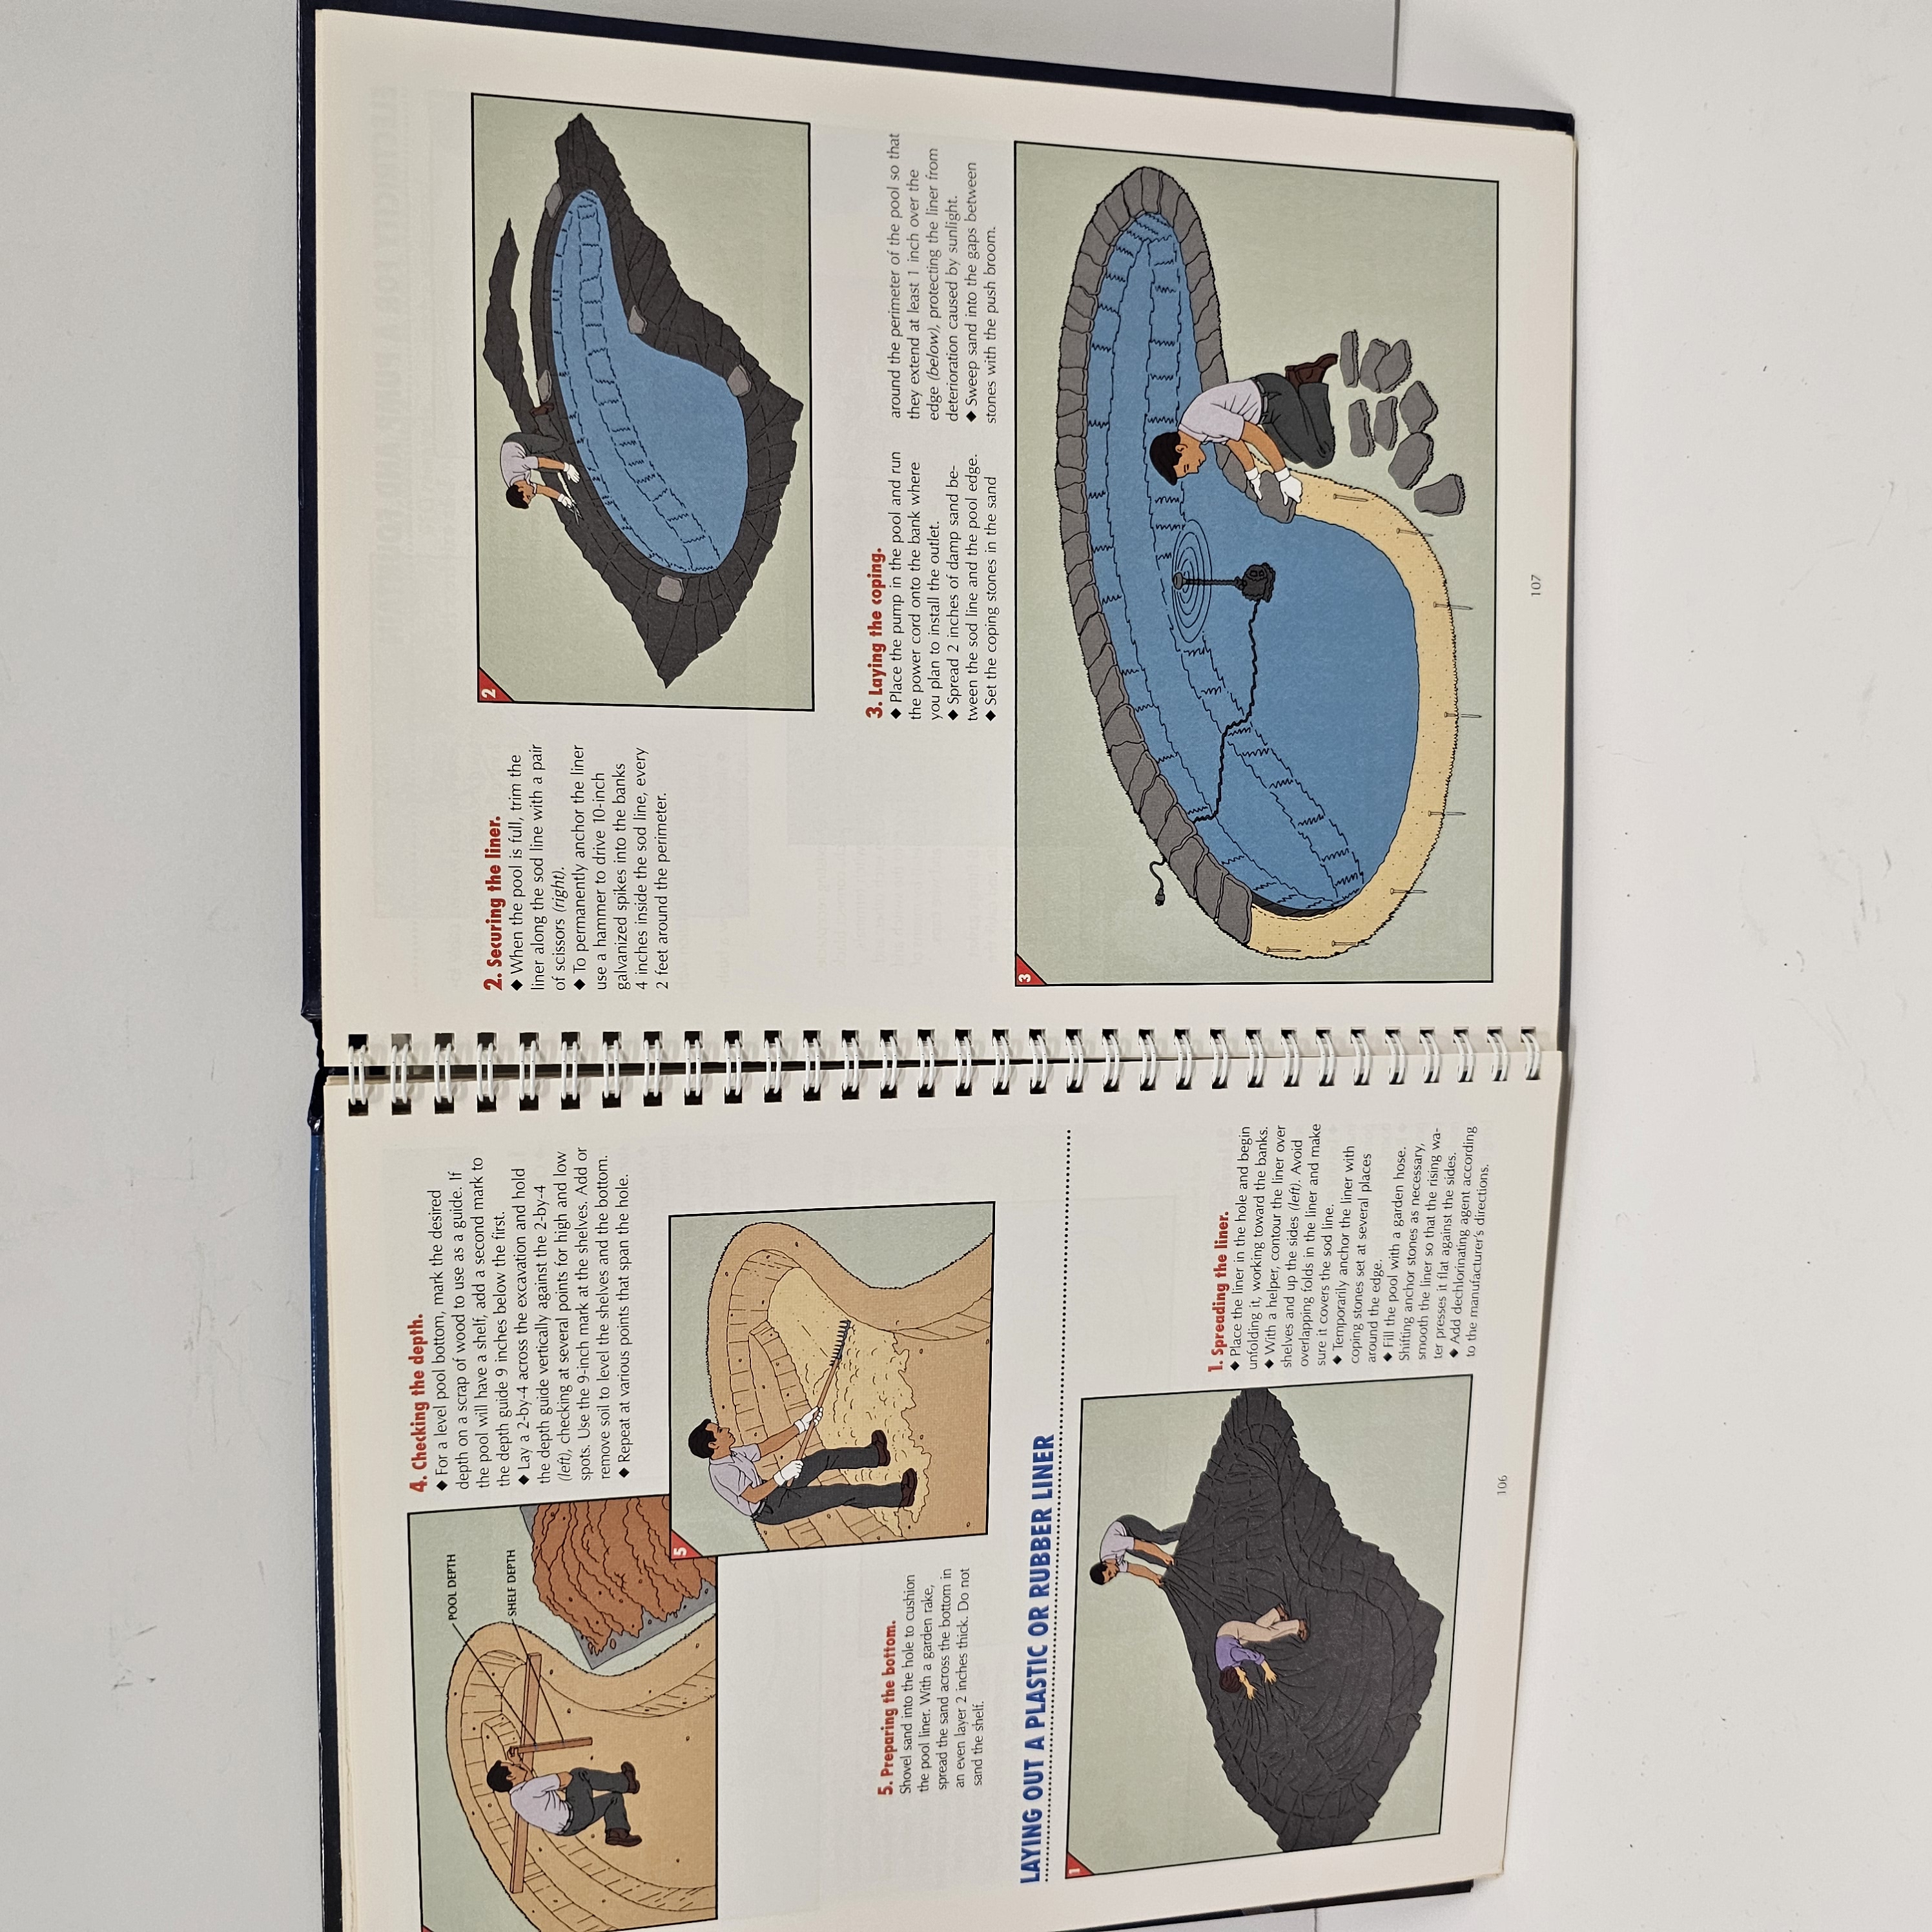 POOL DEPTH
SHELF DEPTH
4. Checking the depth.
◆ For a level pool bottom, mark the desired
depth on a scrap of wood to use as a guide. If
the pool will have a shelf, add a second mark to
the depth guide 9 inches below the first.
◆ Lay a 2-by-4 across the excavation and hold
the depth guide vertically against the 2-by-4
(left), checking at several points for high and low
spots. Use the 9-inch mark at the shelves. Add or
remove soil to level the shelves and the bottom.
◆ Repeat at various points that span the hole.
5
5. Preparing the bottom.
Shovel sand into the hole to cushion
the pool liner. With a garden rake,
spread the sand across the bottom in
an even layer 2 inches thick. Do not
sand the shelf.
LAYING OUT A PLASTIC OR RUBBER LINER
1
1. Spreading the liner.
◆ Place the liner in the hole and begin
unfolding it, working toward the banks.
◆ With a helper, contour the liner over
shelves and up the sides (left). Avoid
overlapping folds in the liner and make
sure it covers the sod line.
◆ Temporarily anchor the liner with
coping stones set at several places
around the edge.
◆ Fill the pool with a garden hose.
Shifting anchor stones as necessary,
smooth the liner so that the rising wa-
ter presses it flat against the sides.
◆ Add dechlorinating agent according
to the manufacturer's directions.
106
2. Securing the liner.
◆ When the pool is full, trim the
liner along the sod line with a pair
of scissors (right).
◆ To permanently anchor the liner
use a hammer to drive 10-inch
galvanized spikes into the banks
4 inches inside the sod line, every
2 feet around the perimeter.
2
3. Laying the coping.
◆ Place the pump in the pool and run
the power cord onto the bank where
you plan to install the outlet.
◆ Spread 2 inches of damp sand be-
tween the sod line and the pool edge.
◆ Set the coping stones in the sand
around the perimeter of the pool so that
they extend at least 1 inch over the
edge (below), protecting the liner from
deterioration caused by sunlight.
◆ Sweep sand into the gaps between
stones with the push broom.
3
107